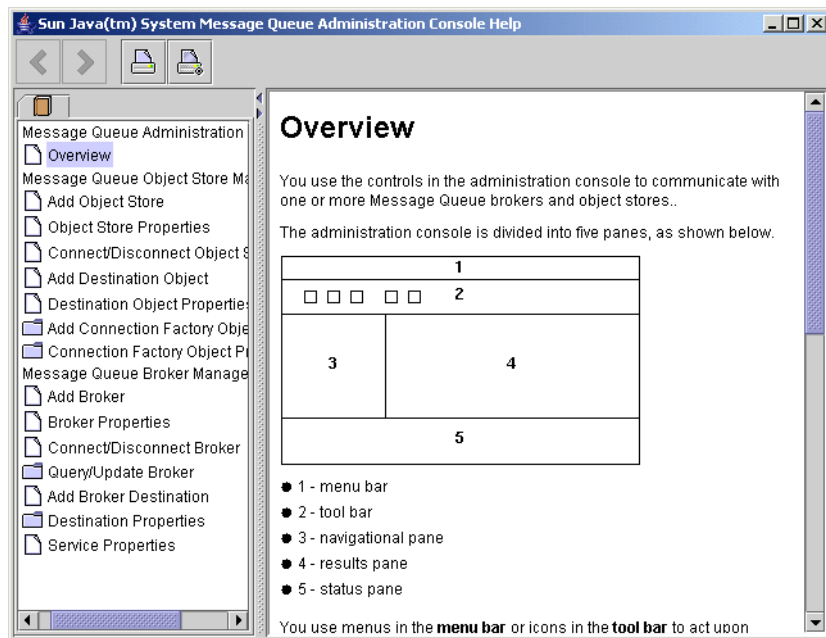 Sun Java(tm) System Message Queue Administration Console Help
Message Queue Administration
Overview
Message Queue Object Store Ma
Add Object Store
Object Store Properties
Connect/Disconnect Object S
Add Destination Object
Destination Object Properties
Add Connection Factory Obje
Connection Factory Object Pr
Message Queue Broker Manage
Add Broker
Broker Properties
Connect/Disconnect Broker
Query/Update Broker
Add Broker Destination
Destination Properties
Service Properties
Overview
You use the controls in the administration console to communicate with
one or more Message Queue brokers and object stores..
The administration console is divided into five panes, as shown below.
1
2
3
4
5
1 - menu bar
2 - tool bar
3 - navigational pane
4 - results pane
5 - status pane
You use menus in the menu bar or icons in the tool bar to act upon